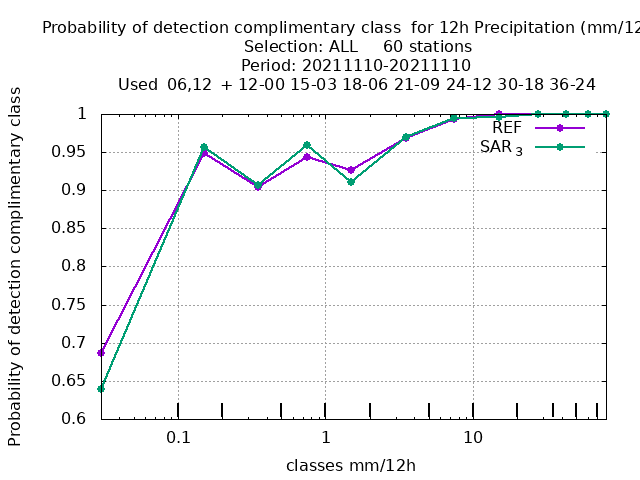 Probability of detection complimentary class  for 12h Precipitation (mm/12
Selection: ALL     60 stations
Period: 20211110-20211110
Used  06,12  + 12-00 15-03 18-06 21-09 24-12 30-18 36-24
Probability of detection complimentary class
1
0.95
0.9
0.85
0.8
0.75
0.7
0.65
0.6
REF
SAR 3
0.1
1
10
classes mm/12h